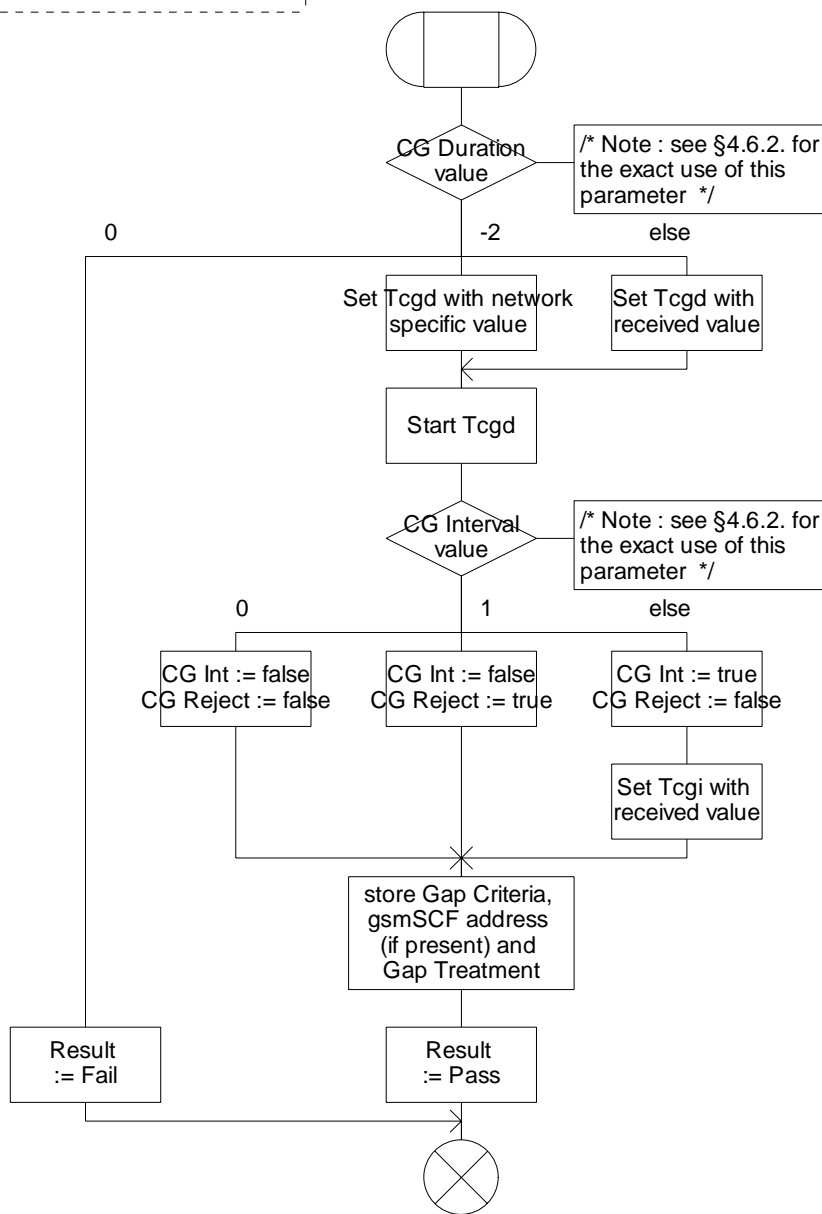 CG Duration
value
/* Note : see §4.6.2. for
the exact use of this
parameter */
0
-2
else
Set Tcgd with network
specific value
Set Tcgd with
received value
Start Tcgd
CG Interval
value
/* Note : see §4.6.2. for
the exact use of this
parameter */
0
1
else
CG Int := false
CG Reject := false
CG Int := false
CG Reject := true
CG Int := true
CG Reject := false
Set Tcgi with
received value
store Gap Criteria,
gsmSCF address
(if present) and
Gap Treatment
Result
:= Fail
Result
:= Pass